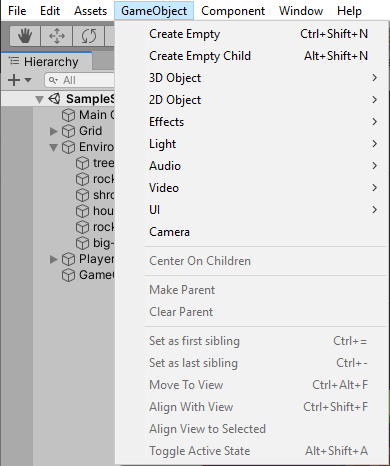 File Edit Assets GameObject Component Window Help
Hierarchy
All
Create Empty Ctrl+Shift+N
Create Empty Child Alt+Shift+N
3D Object
2D Object
Effects
Light
Audio
Video
UI
Camera
Center On Children
Make Parent
Clear Parent
Set as first sibling Ctrl+=
Set as last sibling Ctrl+-
Move To View Ctrl+Alt+F
Align With View Ctrl+Shift+F
Align View to Selected
Toggle Active State Alt+Shift+A
SampleS
Main C
Grid
Enviro
tree
rock
shro
hou
rock
big-
Player
GameO